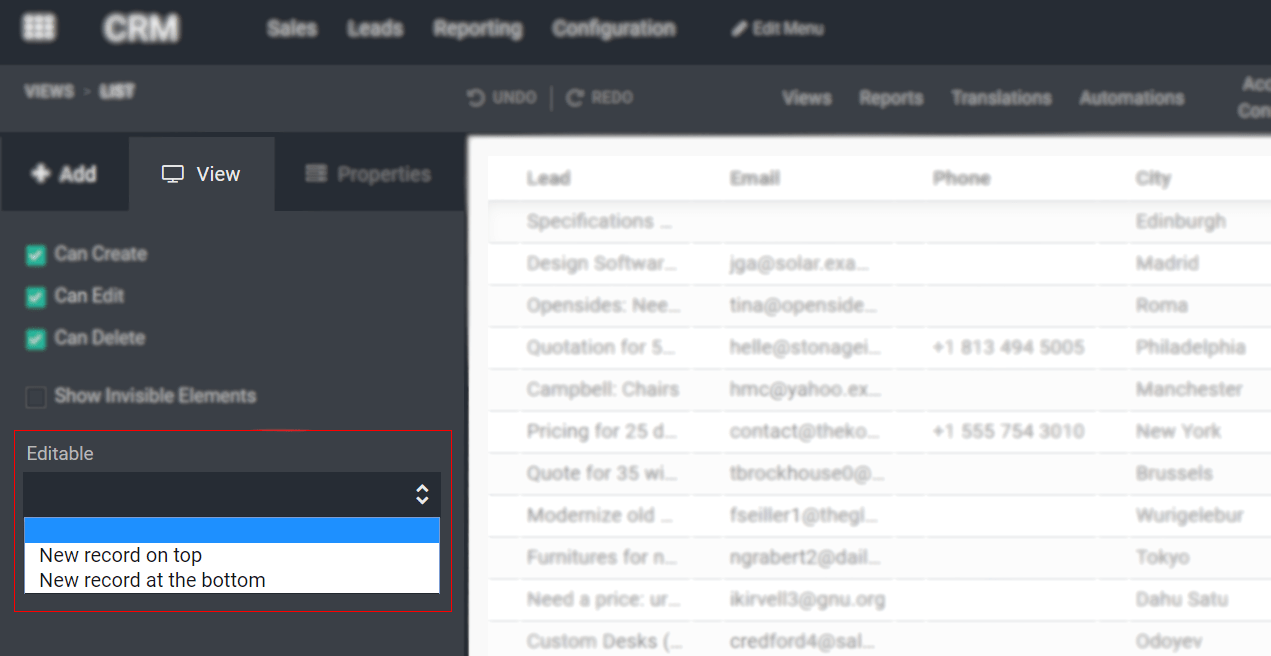 CRM Sales Leads Reporting Configuration Edit Menu
VIEWS > LIST UNDO REDO Views Reports Translations Automations
Add View Properties
Can Create
Can Edit
Can Delete
Show Invisible Elements
Editable
New record on top
New record at the bottom
Lead Email Phone City
Specifications ... Edinburgh
Design Softwar... jga@solar.exa... Madrid
Opensides: Nee... tina@openside... Roma
Quotation for 5... helle@stonagei... +1 813 494 5005 Philadelphia
Campbell: Chairs hmc@yahoo.ex... Manchester
Pricing for 25 d... contact@theko... +1 555 754 3010 New York
Quote for 35 wi... tbrockhouse0@... Brussels
Modernize old ... fseiller1@thegl... Wurigelebur
Furnitures for n... ngrabert2@dail... Tokyo
Need a price: ur... ikirvell3@gnu.org Dahu Satu
Custom Desks (... credford4@sal... Odoyev